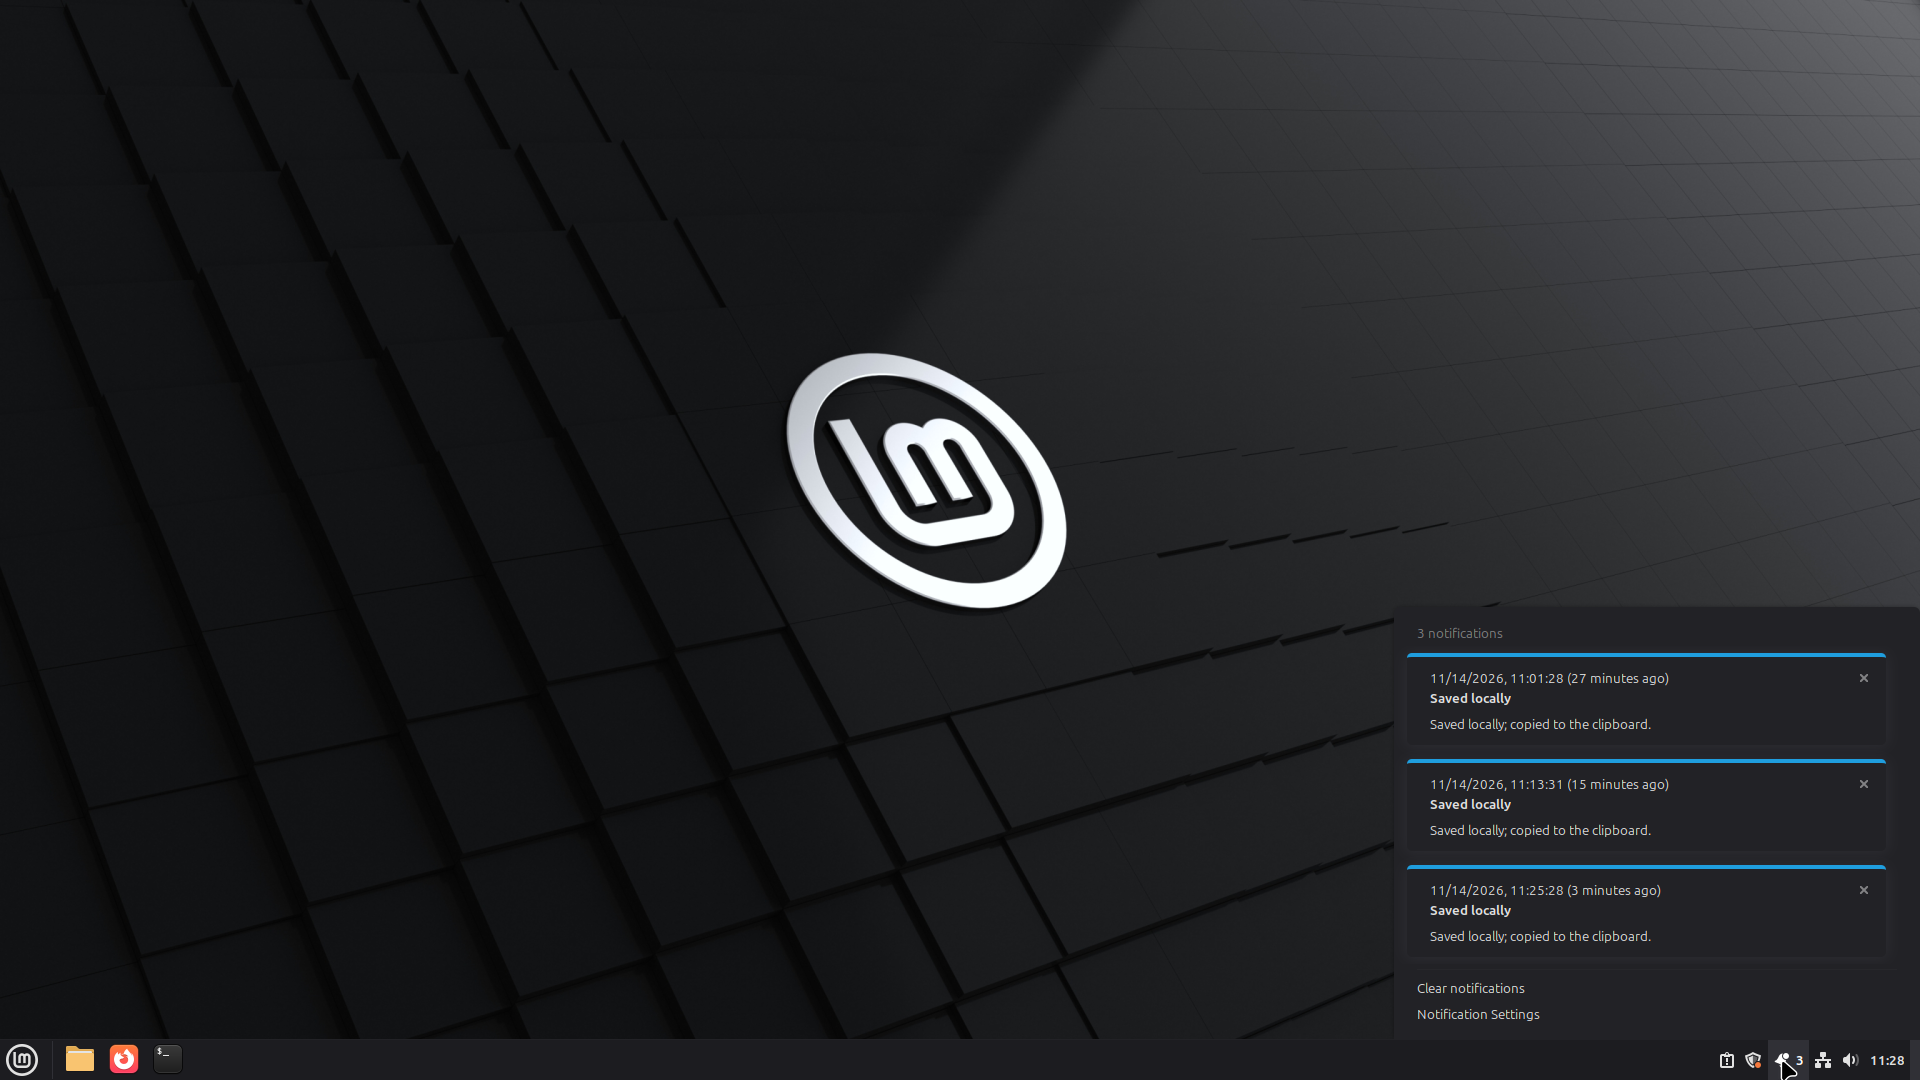 3 notifications
11/14/2026, 11:01:28 (27 minutes ago)
Saved locally
Saved locally; copied to the clipboard.
11/14/2026, 11:13:31 (15 minutes ago)
Saved locally
Saved locally; copied to the clipboard.
11/14/2026, 11:25:28 (3 minutes ago)
Saved locally
Saved locally; copied to the clipboard.
Clear notifications
Notification Settings
$_
3
11:28